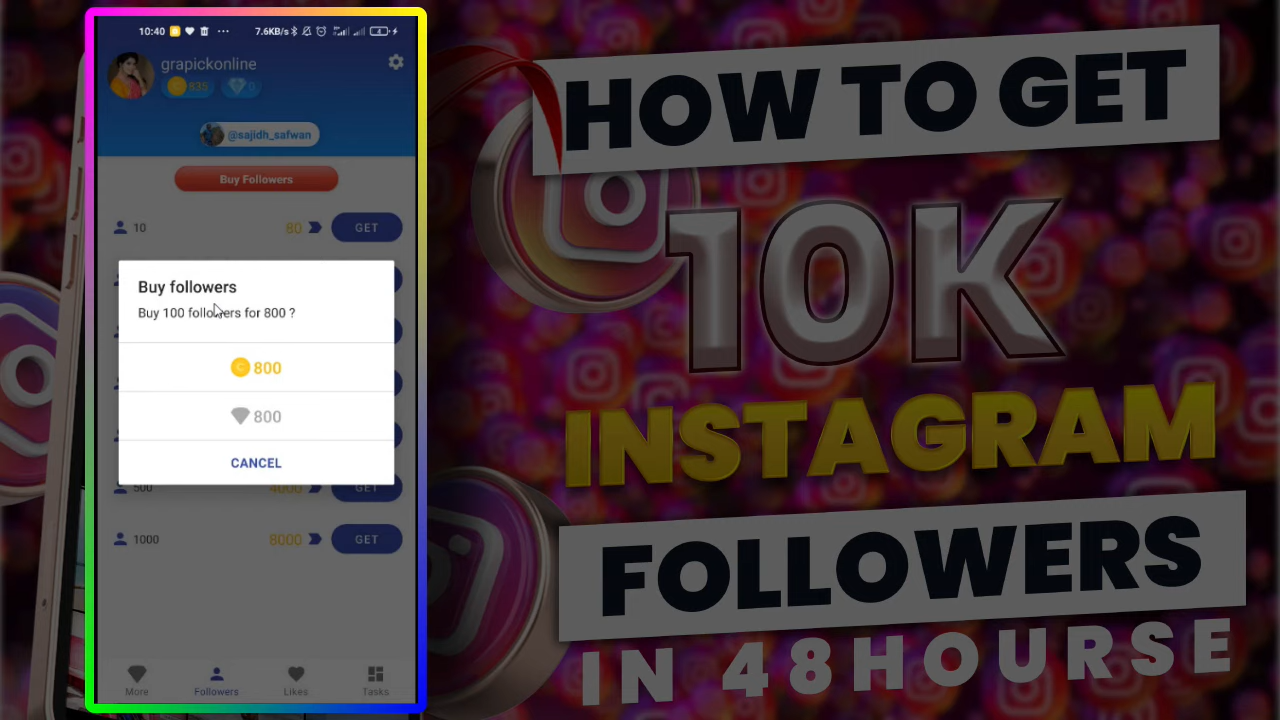 10:40 ... 7.6KB/s
grapickonline
835 0
@sajidh_safwan
Buy Followers
10 80 GET
Buy followers
Buy 100 followers for 800 ?
C 800
800
CANCEL
500 4000 GET
1000 8000 GET
More Followers Likes Tasks
HOW TO GET
10K
INSTAGRAM
FOLLOWERS
IN 48HOURSE